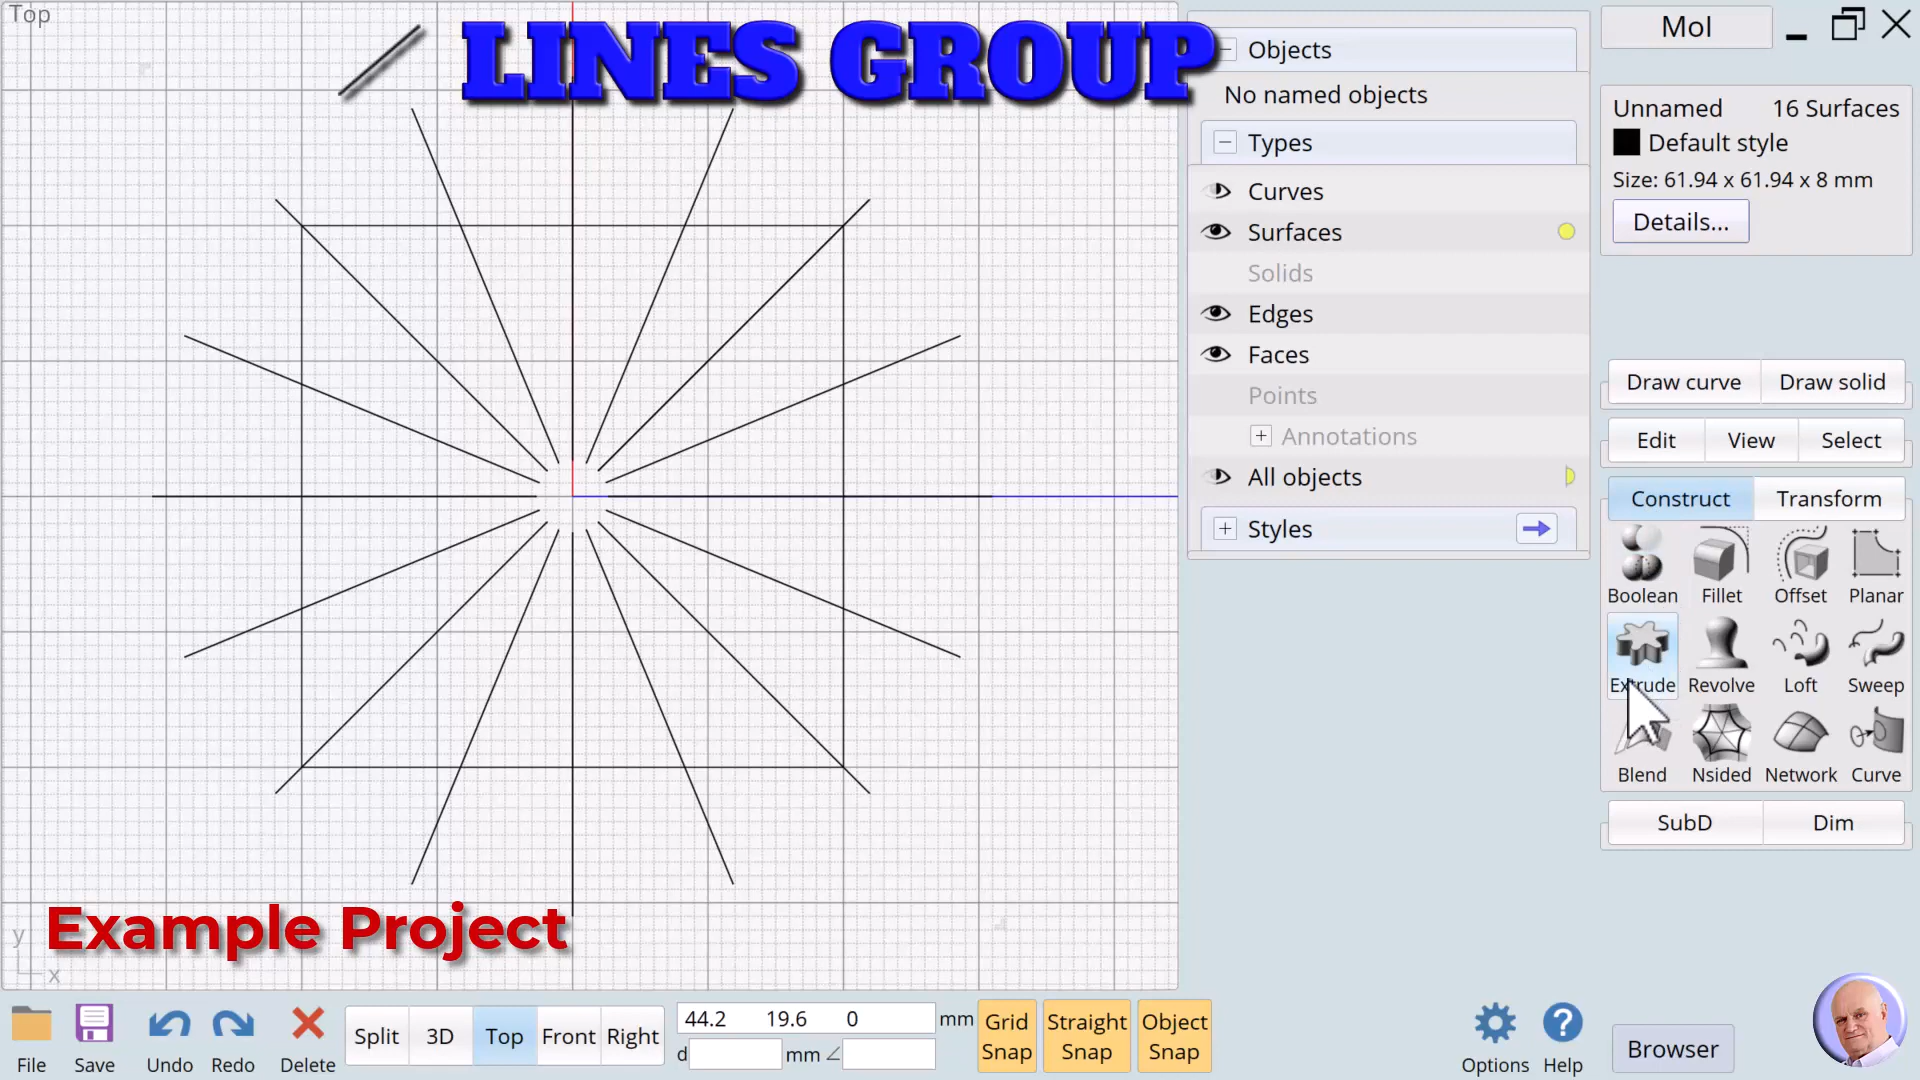 Top
LINES GROUP
Objects
No named objects
Types
Curves
Surfaces
Solids
Edges
Faces
Points
Annotations
All objects
Styles
MoI
Unnamed 16 Surfaces
Default style
Size: 61.94 x 61.94 x 8 mm
Details...
Draw curve Draw solid
Edit View Select
Construct Transform
Boolean Fillet Offset Planar
Extrude Revolve Loft Sweep
Blend Nsided Network Curve
SubD Dim
Example Project
y
x
File Save Undo Redo Delete
Split 3D Top Front Right
44.2 19.6 0 mm
d mm
Grid Snap
Straight Snap
Object Snap
Options Help
Browser